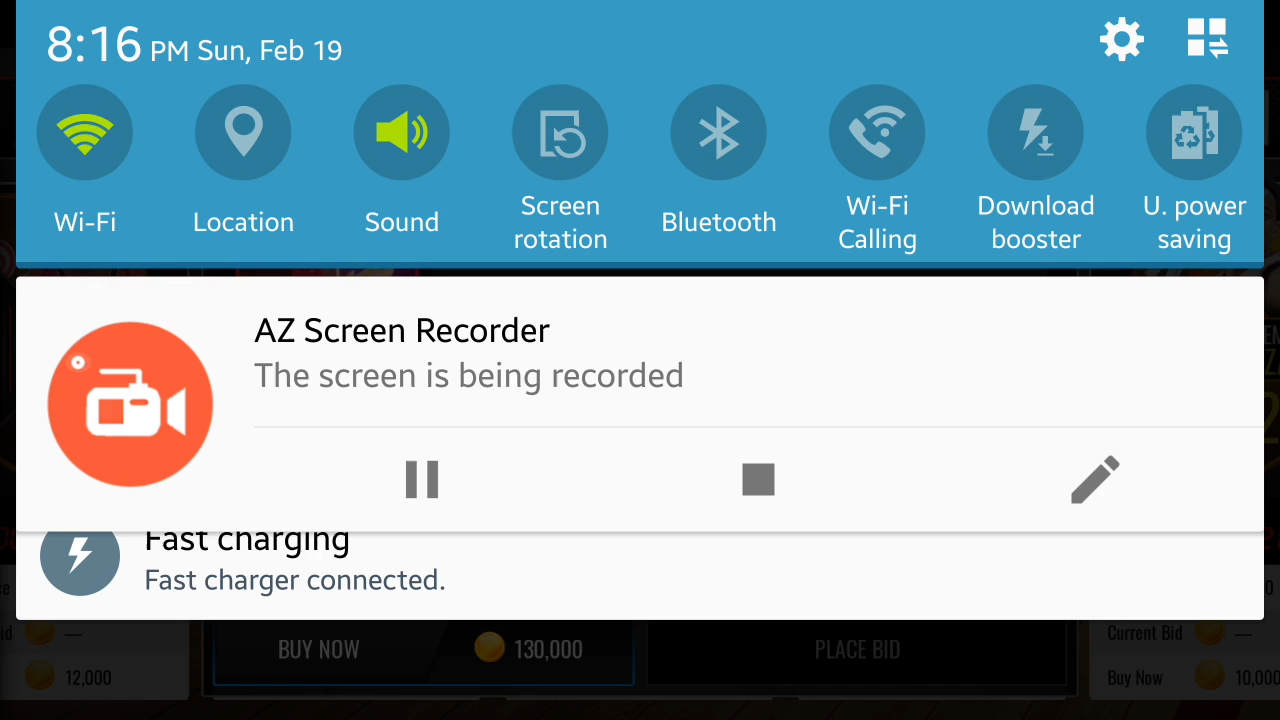 8:16 PM Sun, Feb 19
Wi-Fi
Location
Sound
Screen
rotation
Bluetooth
Wi-Fi
Calling
Download
booster
U. power
saving
AZ Screen Recorder
The screen is being recorded
Fast charging
Fast charger connected.
BUY NOW 130,000
PLACE BID
12,000
Current Bid —
Buy Now 10,000